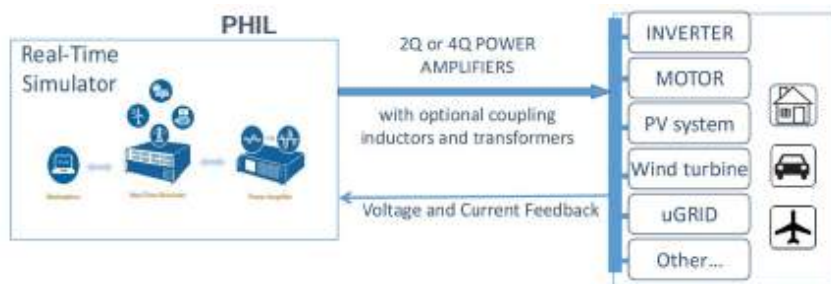 PHIL
Real-Time
Simulator
2Q or 4Q POWER
AMPLIFIERS
with optional coupling
inductors and transformers
Voltage and Current Feedback
INVERTER
MOTOR
PV system
Wind turbine
uGRID
Other...